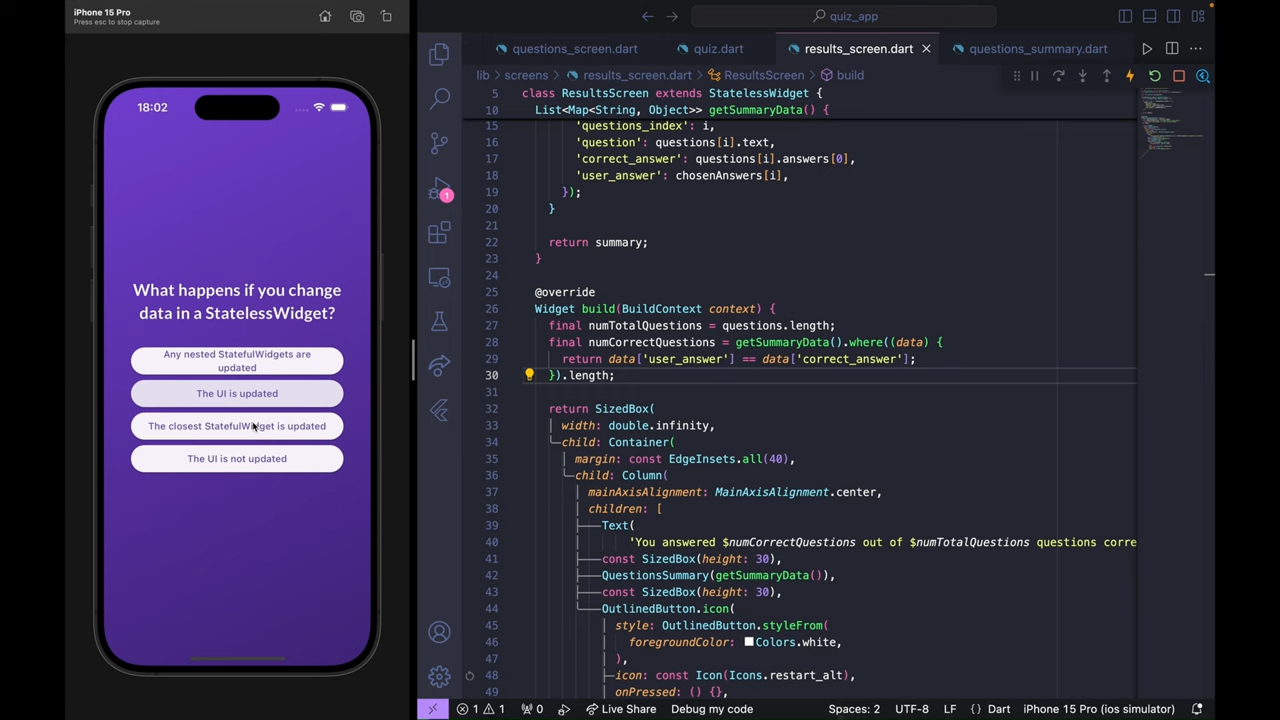 iPhone 15 Pro
Press esc to stop capture
18:02
What happens if you change
data in a StatelessWidget?
Any nested StatefulWidgets are
updated
The UI is updated
The closest StatefulWidget is updated
The UI is not updated
quiz_app
questions_screen.dart
quiz.dart
results_screen.dart
questions_summary.dart
lib
screens
results_screen.dart
ResultsScreen
build
1
5 class ResultsScreen extends StatelessWidget {
10 List<Map<String, Object>> getSummaryData() {
15 'questions_index': i,
16 'question': questions[i].text,
17 'correct_answer': questions[i].answers[0],
18 'user_answer': chosenAnswers[i],
19 });
20 }
21
22 return summary;
23 }
24
25 @override
26 Widget build(BuildContext context) {
27 final numTotalQuestions = questions.length;
28 final numCorrectQuestions = getSummaryData().where((data) {
29 return data['user_answer'] == data['correct_answer'];
30 }).length;
31
32 return SizedBox(
33 width: double.infinity,
34 child: Container(
35 margin: const EdgeInsets.all(40),
36 child: Column(
37 mainAxisAlignment: MainAxisAlignment.center,
38 children: [
39 Text(
40 'You answered $numCorrectQuestions out of $numTotalQuestions questions corre
41 const SizedBox(height: 30),
42 QuestionsSummary(getSummaryData()),
43 const SizedBox(height: 30),
44 OutlinedButton.icon(
45 style: OutlinedButton.styleFrom(
46 foregroundColor: Colors.white,
47 ),
48 icon: const Icon(Icons.restart_alt),
49 onPressed: () {},
1 1 0 Live Share Debug my code Spaces: 2 UTF-8 LF {} Dart iPhone 15 Pro (ios simulator)